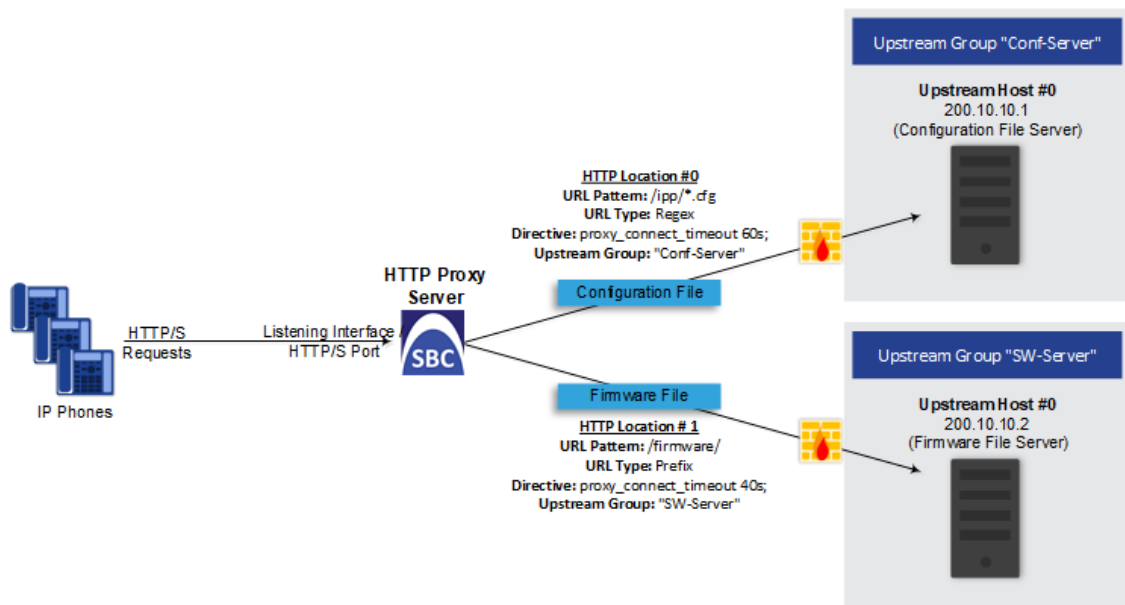 Upstream Group "Conf-Server"
Upstream Host #0
200.10.10.1
(Configuration File Server)
HTTP Location #0
URL Pattern: /ipp/*.cfg
URL Type: Regex
Directive: proxy_connect_timeout 60s;
Upstream Group: "Conf-Server"
Configuration File
HTTP Proxy
Server
SBC
HTTP/S
Requests
Listening Interface /
HTTP/S Port
IP Phones
Firmware File
HTTP Location # 1
URL Pattern: /firmware/
URL Type: Prefix
Directive: proxy_connect_timeout 40s;
Upstream Group: "SW-Server"
Upstream Group "SW-Server"
Upstream Host #0
200.10.10.2
(Firmware File Server)